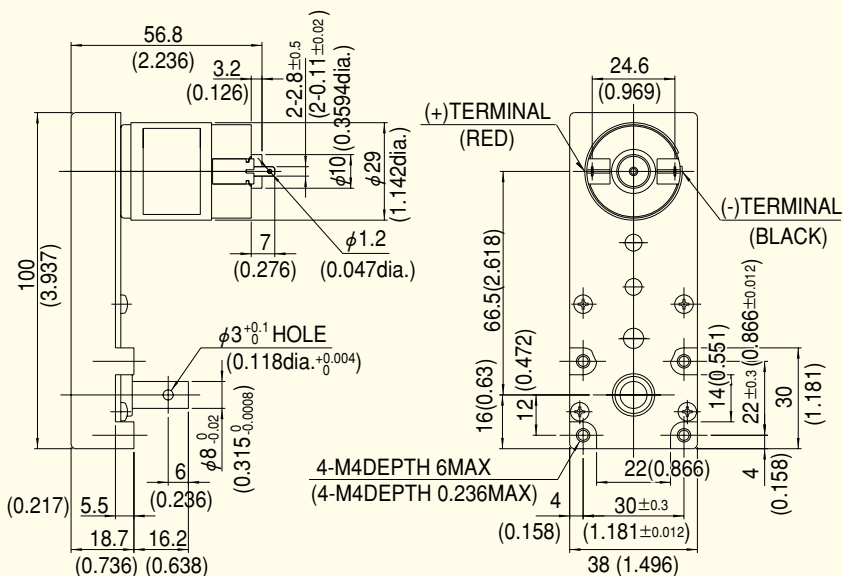 56.8
(2.236)
3.2
(0.126)
2-2.8±0.5
(2-0.11±0.02)
(0.3594dia.)
φ10
φ29
(1.142dia.)
7
(0.276)
φ1.2
(0.047dia.)
100
(3.937)
φ3 +0.1 0 HOLE
(0.118dia. +0.004 0)
φ8 0 -0.02
(0.315 0 -0.0008)
6
(0.236)
5.5
(0.217)
18.7
(0.736)
16.2
(0.638)
24.6
(0.969)
(+)TERMINAL
(RED)
(-)TERMINAL
(BLACK)
66.5(2.618)
16(0.63)
12
(0.472)
14(0.551)
22±0.3
(0.866±0.012)
30
(1.181)
4
(0.158)
4-M4DEPTH 6MAX
(4-M4DEPTH 0.236MAX)
22(0.866)
4
(0.158)
30±0.3
(1.181±0.012)
38 (1.496)